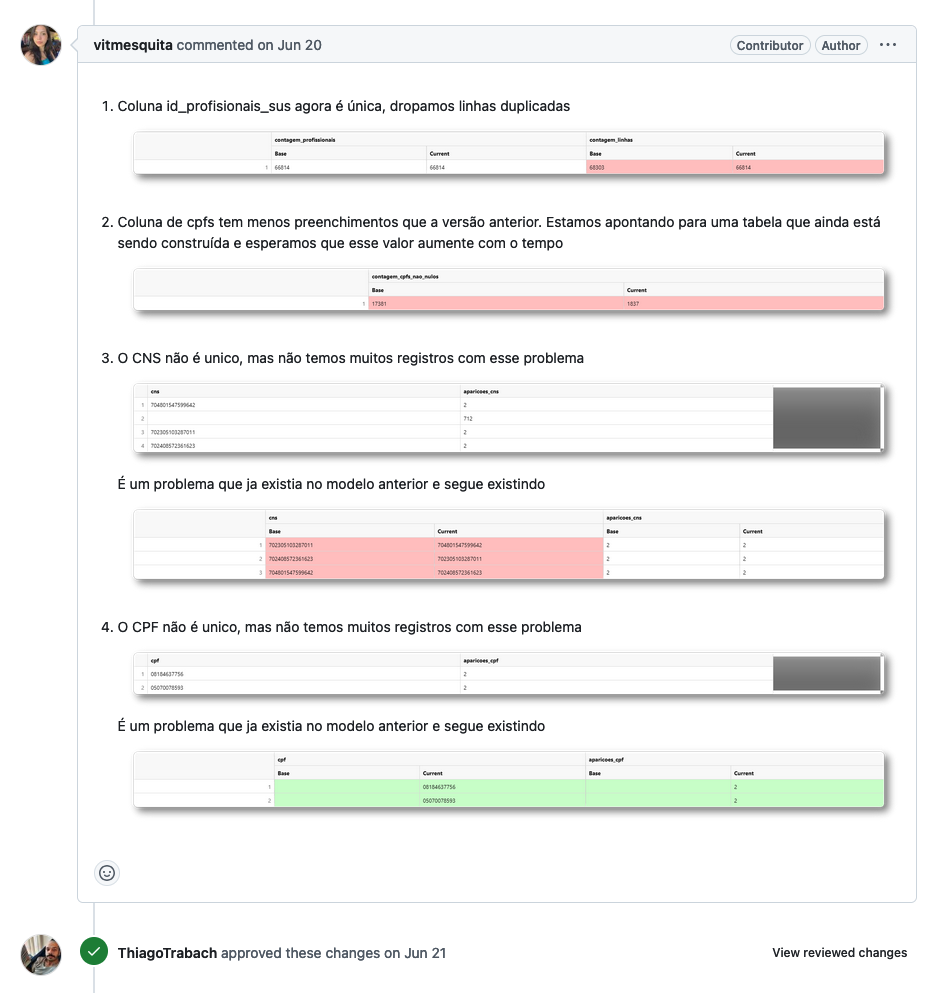 vitmesquita commented on Jun 20
Contributor
Author
1. Coluna id_profisionais_sus agora é única, dropamos linhas duplicadas
contagem_profissionais contagem_linhas
Base Current Base Current
1 66814 66814 68303 66814
2. Coluna de cpfs tem menos preenchimentos que a versão anterior. Estamos apontando para uma tabela que ainda está
sendo construída e esperamos que esse valor aumente com o tempo
contagem_cpfs_nao_nulos
Base Current
1 17381 1837
3. O CNS não é unico, mas não temos muitos registros com esse problema
cns aparicoes_cns
1 704801547599642 2
2 712
3 702305103287011 2
4 702408572361623 2
É um problema que ja existia no modelo anterior e segue existindo
cns aparicoes_cns
Base Current Base Current
1 702305103287011 704801547599642 2 2
2 702408572361623 702305103287011 2 2
3 704801547599642 702408572361623 2 2
4. O CPF não é unico, mas não temos muitos registros com esse problema
cpf aparicoes_cpf
1 08184637756 2
2 05070078593 2
É um problema que ja existia no modelo anterior e segue existindo
cpf aparicoes_cpf
Base Current Base Current
1 08184637756 2
2 05070078593 2
ThiagoTrabach approved these changes on Jun 21
View reviewed changes